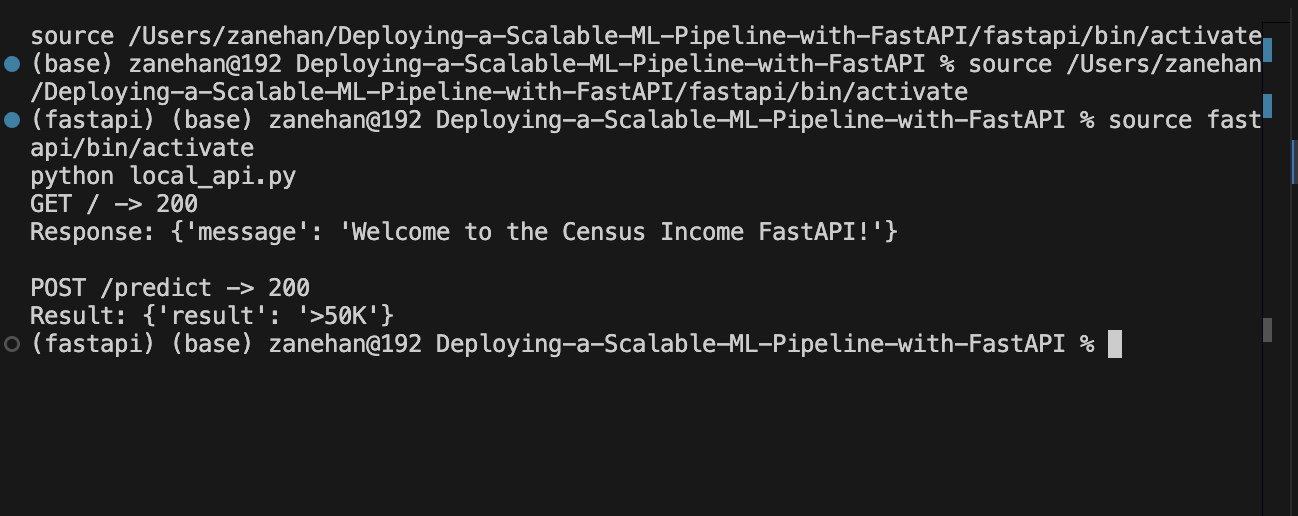 source /Users/zanehan/Deploying-a-Scalable-ML-Pipeline-with-FastAPI/fastapi/bin/activate
(base) zanehan@192 Deploying-a-Scalable-ML-Pipeline-with-FastAPI % source /Users/zanehan
/Deploying-a-Scalable-ML-Pipeline-with-FastAPI/fastapi/bin/activate
(fastapi) (base) zanehan@192 Deploying-a-Scalable-ML-Pipeline-with-FastAPI % source fast
api/bin/activate
python local_api.py
GET / -> 200
Response: {'message': 'Welcome to the Census Income FastAPI!'}

POST /predict -> 200
Result: {'result': '>50K'}
(fastapi) (base) zanehan@192 Deploying-a-Scalable-ML-Pipeline-with-FastAPI %